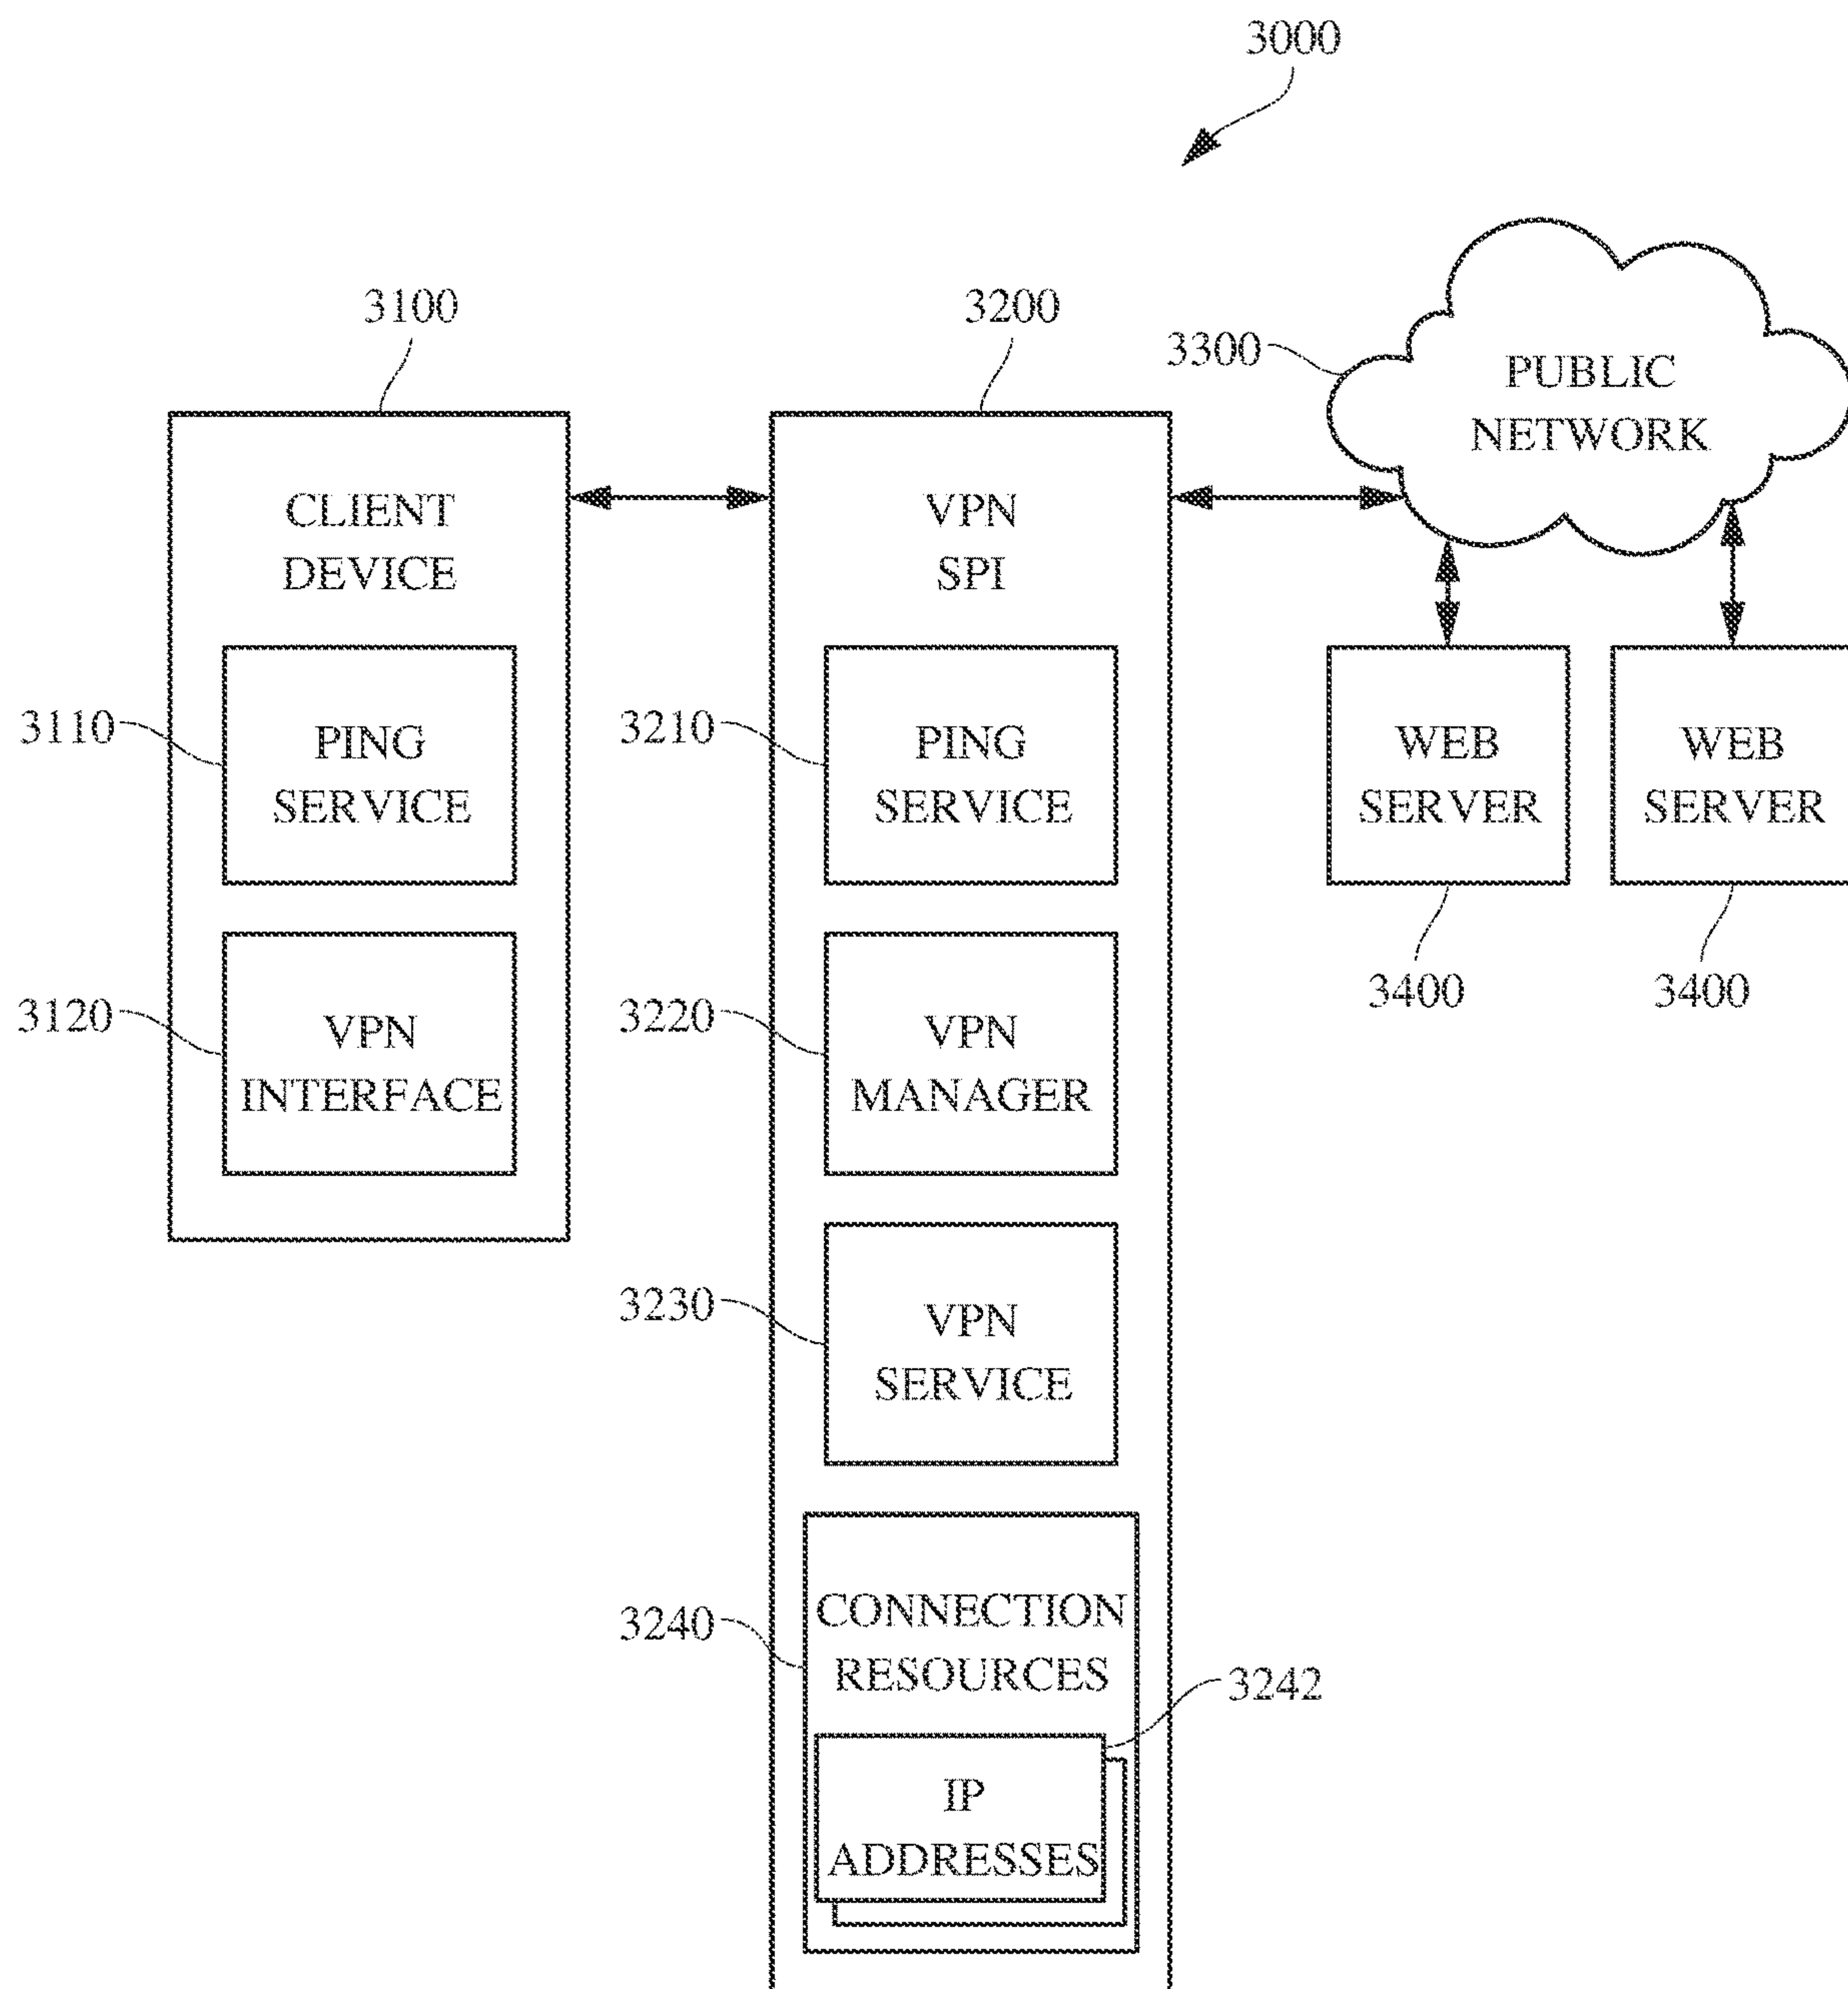 3000
3100
3200
3300
PUBLIC
NETWORK
CLIENT
DEVICE
VPN
SPI
3110
PING
SERVICE
3210
PING
SERVICE
WEB
SERVER
WEB
SERVER
3400
3400
3120
VPN
INTERFACE
3220
VPN
MANAGER
3230
VPN
SERVICE
3240
CONNECTION
RESOURCES
3242
IP
ADDRESSES